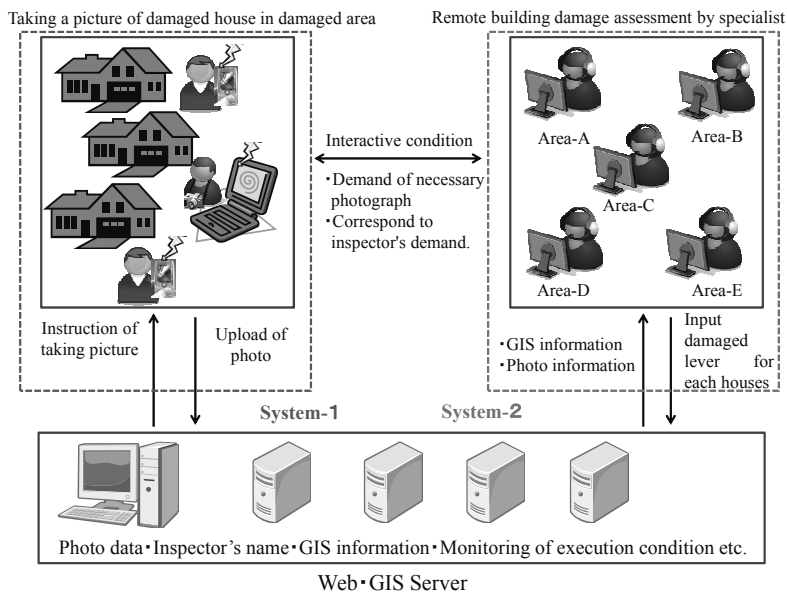 Taking a picture of damaged house in damaged area
Remote building damage assessment by specialist
Area-A
Area-B
Area-C
Area-D
Area-E
Interactive condition
・Demand of necessary
photograph
・Correspond to
inspector's demand.
Instruction of
taking picture
Upload of
photo
・GIS information
・Photo information
Input
damaged
lever for
each houses
System-1
System-2
Photo data・Inspector's name・GIS information・Monitoring of execution condition etc.
Web・GIS Server